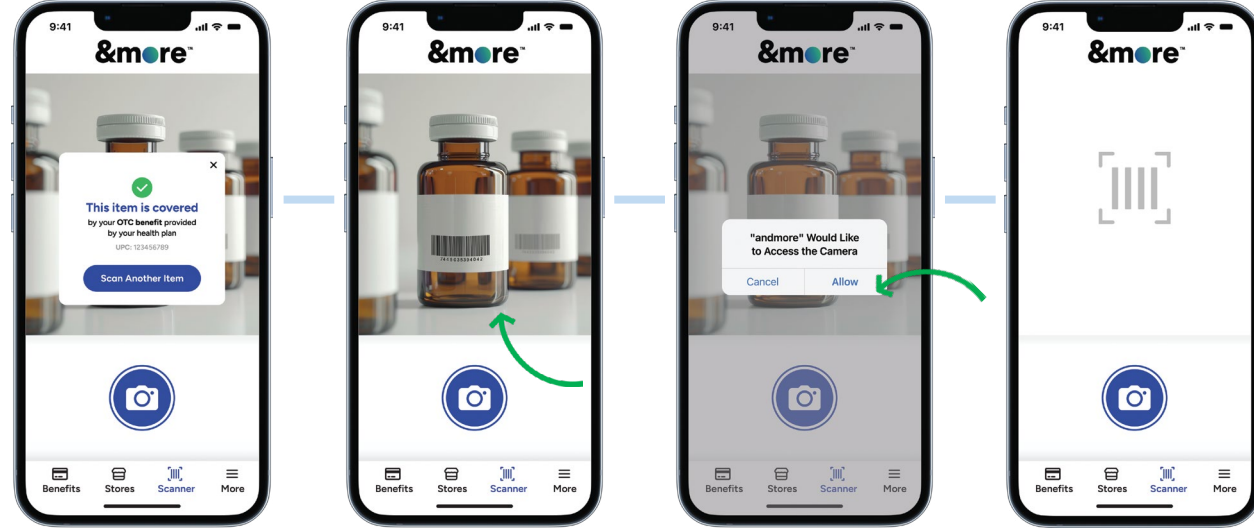 9:41
&more™
×
This item is covered
by your OTC benefit provided
by your health plan
UPC: 123456789
Scan Another Item
Benefits
Stores
Scanner
More
9:41
&more™
Benefits
Stores
Scanner
More
9:41
&more™
"andmore" Would Like
to Access the Camera
Cancel
Allow
Benefits
Stores
Scanner
More
9:41
&more™
Benefits
Stores
Scanner
More